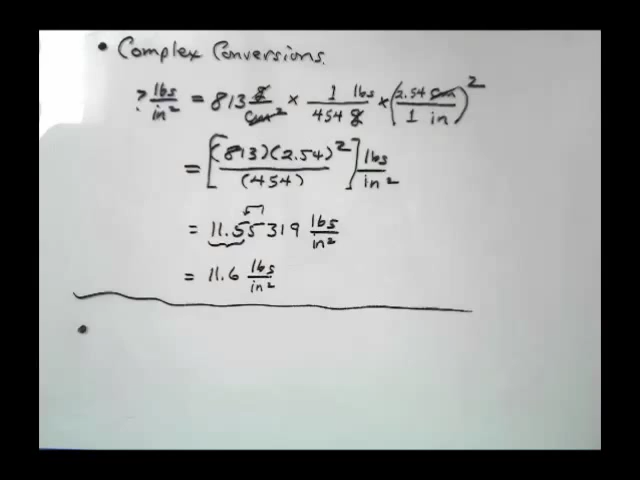 • Complex Conversions.
? lbs/in² = 813 g/cm² × 1 lbs/454 g × (2.54 cm/1 in)²
= [(813)(2.54)²/(454)] lbs/in²
= 11.55319 lbs/in²
= 11.6 lbs/in²
•